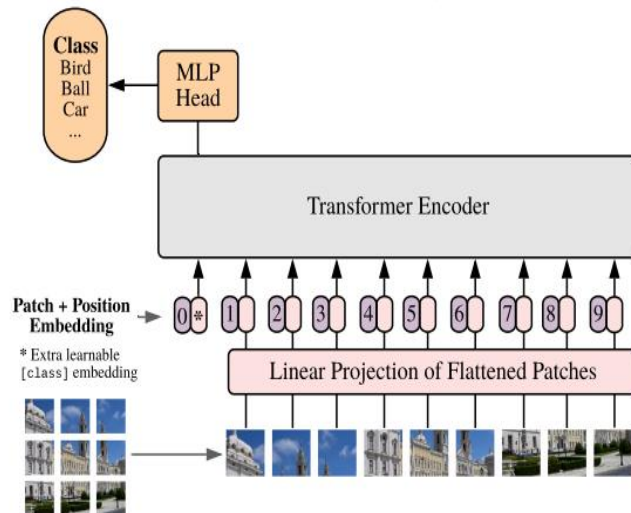 Class
Bird
Ball
Car
...
MLP
Head
Transformer Encoder
Patch + Position
Embedding
0 * 1 2 3 4 5 6 7 8 9
* Extra learnable
[class] embedding
Linear Projection of Flattened Patches